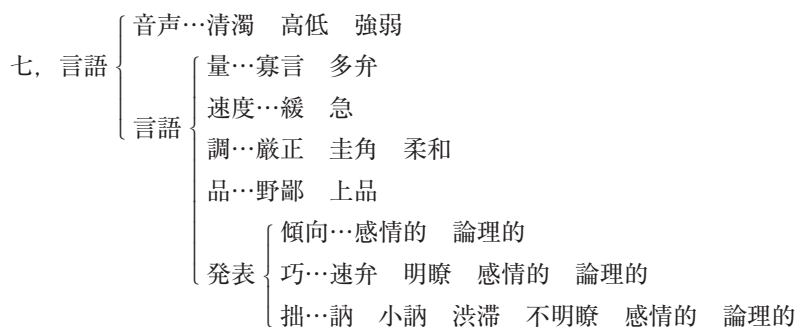 音声…清濁 高低 強弱
七，言語
量…寡言 多弁
速度…緩 急
言語
調…厳正 圭角 柔和
品…野鄙 上品
傾向…感情的 論理的
発表
巧…速弁 明瞭 感情的 論理的
拙…訥 小訥 渋滞 不明瞭 感情的 論理的